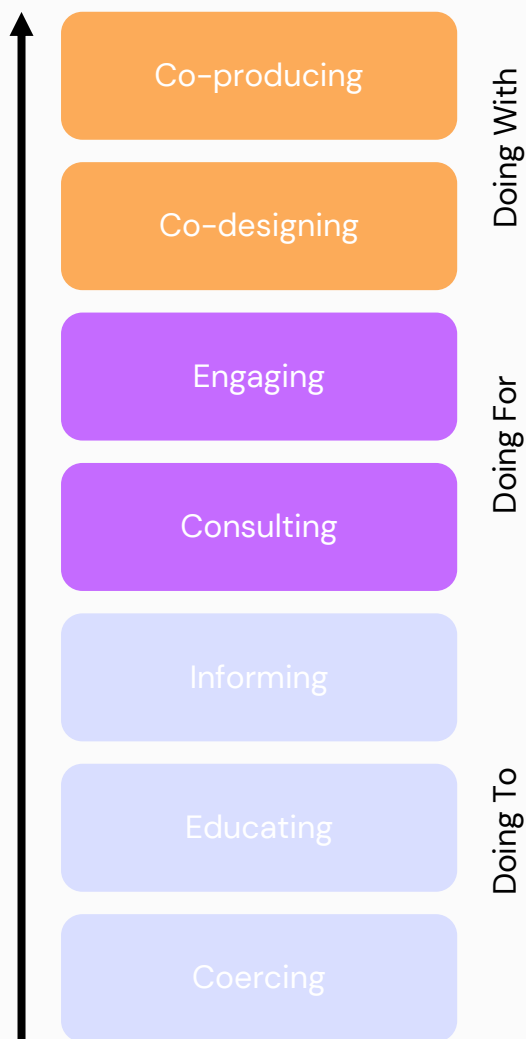 Co-producing
Co-designing
Doing With
Engaging
Consulting
Doing For
Informing
Educating
Coercing
Doing To